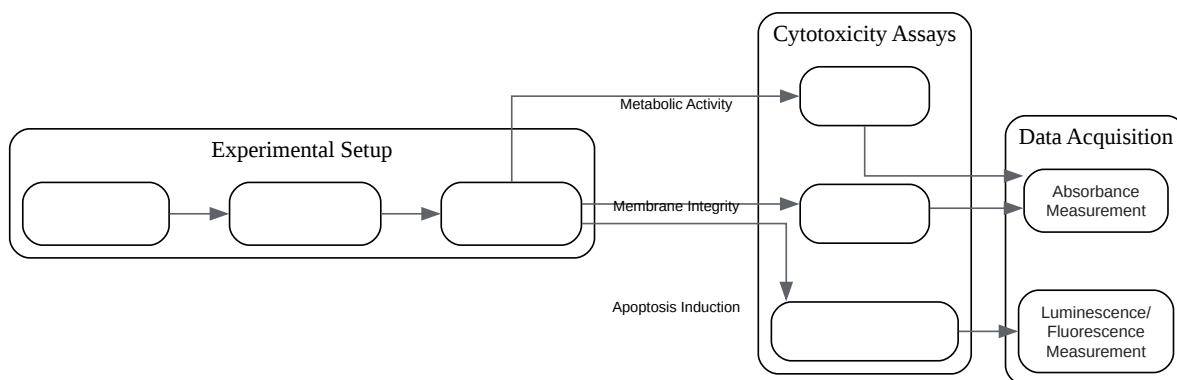 Cytotoxicity Assays
Metabolic Activity
Experimental Setup
Data Acquisition
Membrane Integrity
Absorbance
Measurement
Apoptosis Induction
Luminescence/
Fluorescence
Measurement